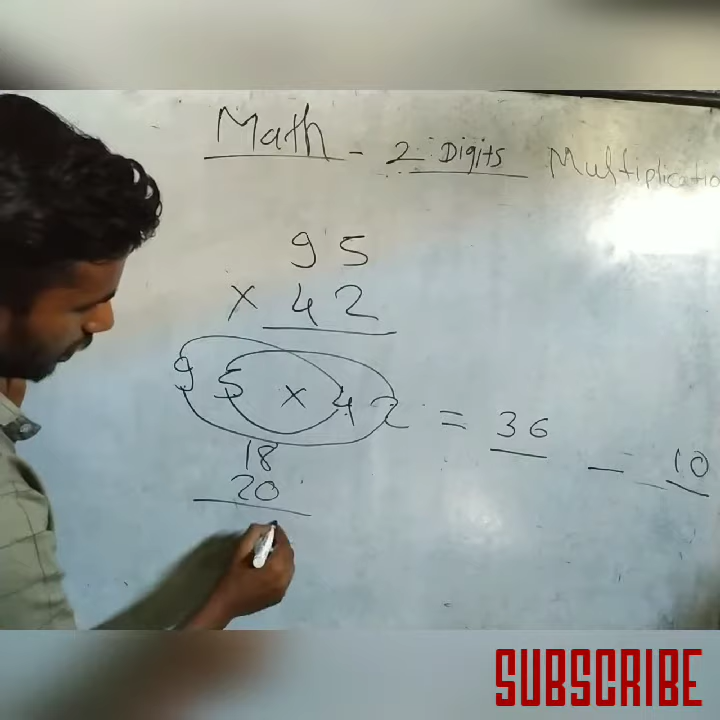 Math - 2 Digits Multiplicatio
95
× 42
95 × 42 = 36 _ 10
18
20
SUBSCRIBE